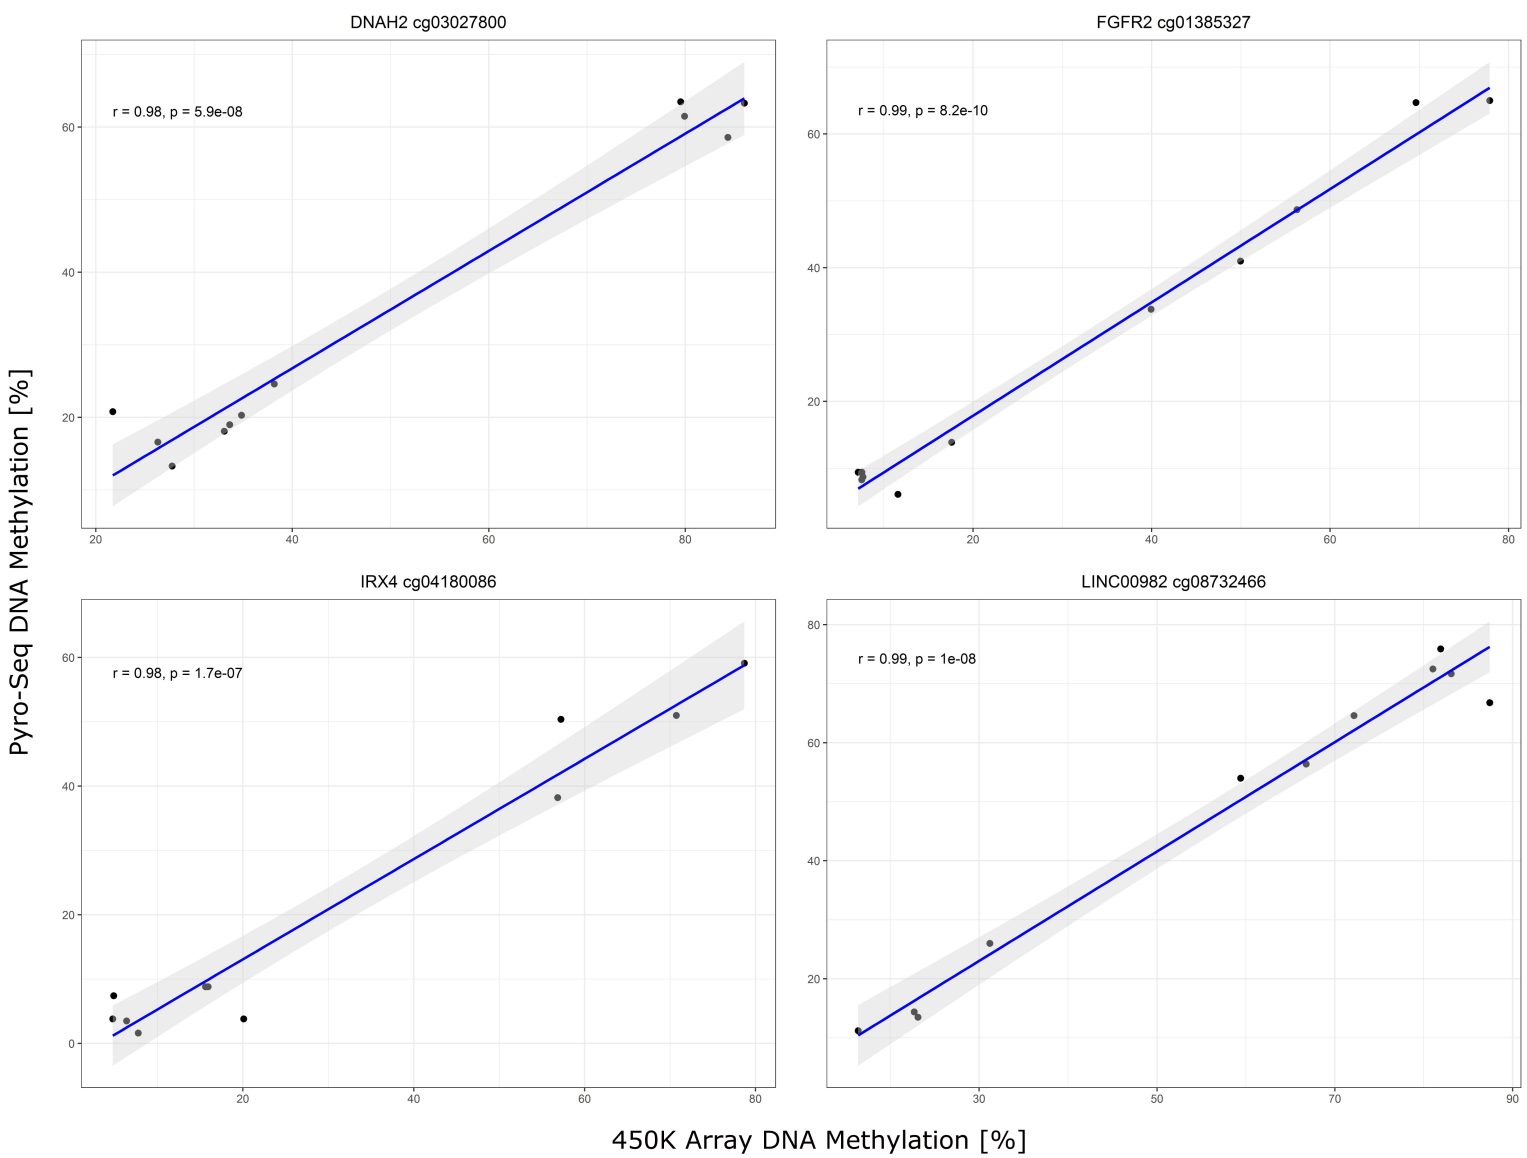 DNAH2 cg03027800
r = 0.98, p = 5.9e-08
60
40
20
20 40 60 80
FGFR2 cg01385327
r = 0.99, p = 8.2e-10
60
40
20
20 40 60 80
IRX4 cg04180086
r = 0.98, p = 1.7e-07
60
40
20
0
20 40 60 80
LINC00982 cg08732466
r = 0.99, p = 1e-08
80
60
40
20
30 50 70 90
Pyro-Seq DNA Methylation [%]
450K Array DNA Methylation [%]